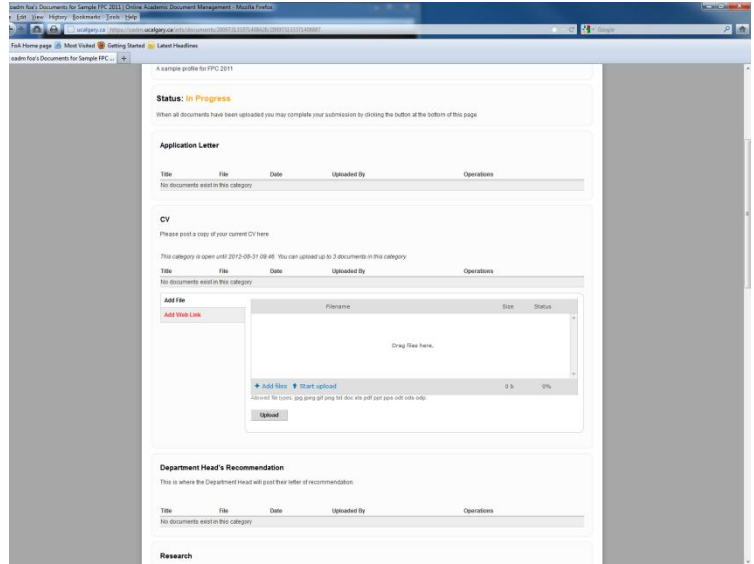 oadm foa's Documents for Sample FPC 2011 | Online Academic Document Management - Mozilla Firefox
Edit View History Bookmarks Tools Help
ucalgary.ca
Google
FoA Home page Most Visited Getting Started Latest Headlines
oadm foa's Documents for Sample FPC ...
A sample profile for FPC 2011
Status: In Progress
When all documents have been uploaded you may complete your submission by clicking the button at the bottom of this page
Application Letter
Title File Date Uploaded By Operations
No documents exist in this category
CV
Please post a copy of your current CV here
This category is open until 2012-08-31 09:46. You can upload up to 3 documents in this category.
Title File Date Uploaded By Operations
No documents exist in this category
Add File
Add Web Link
Filename Size Status
Drag files here.
Add files Start upload 0 b 0%
Allowed file types: jpg jpeg gif png txt doc xls pdf ppt pps odt ods odp
Upload
Department Head's Recommendation
This is where the Department Head will post their letter of recommendation.
Title File Date Uploaded By Operations
No documents exist in this category
Research